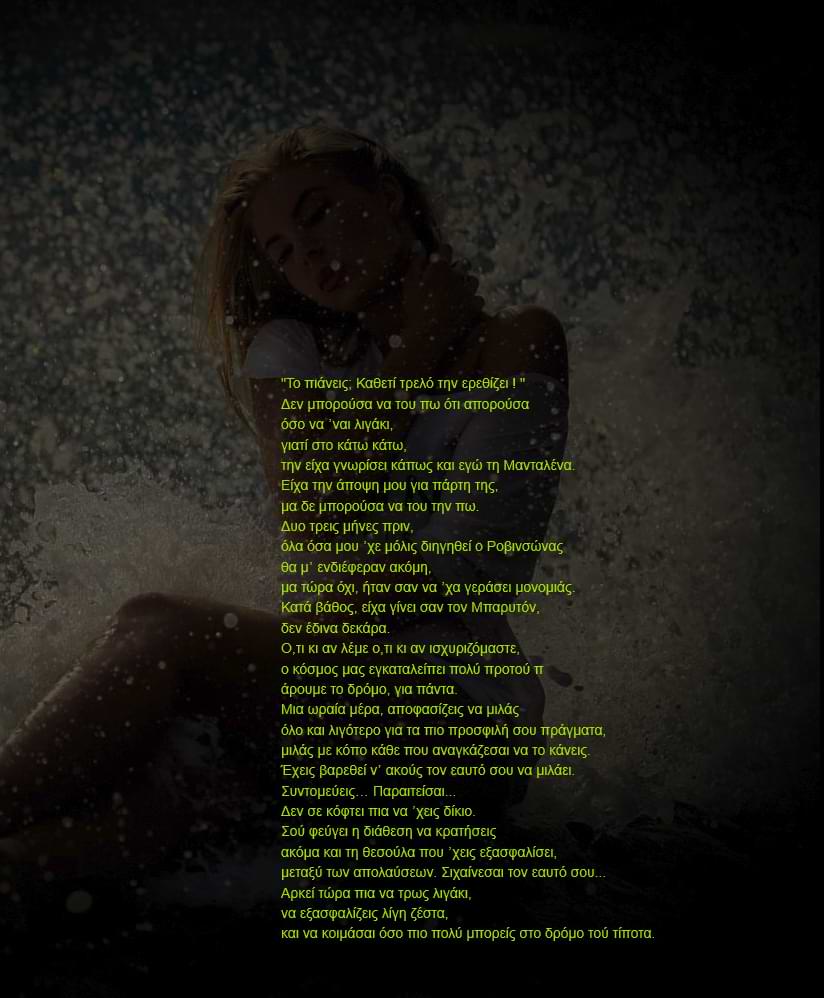 "Το πιάνεις; Καθετί τρελό την ερεθίζει ! "
Δεν μπορούσα να του πω ότι απορούσα
όσο να ’ναι λιγάκι,
γιατί στο κάτω κάτω,
την είχα γνωρίσει κάπως και εγώ τη Μανταλένα.
Είχα την άποψη μου για πάρτη της,
μα δε μπορούσα να του την πω.
Δυο τρεις μήνες πριν,
όλα όσα μου ’χε μόλις διηγηθεί ο Ροβινσώνας
θα μ’ ενδιέφεραν ακόμη,
μα τώρα όχι, ήταν σαν να ’χα γεράσει μονομιάς.
Κατά βάθος, είχα γίνει σαν τον Μπαρυτόν,
δεν έδινα δεκάρα.
Ο,τι κι αν λέμε ο,τι κι αν ισχυριζόμαστε,
ο κόσμος μας εγκαταλείπει πολύ προτού π
άρουμε το δρόμο, για πάντα.
Μια ωραία μέρα, αποφασίζεις να μιλάς
όλο και λιγότερο για τα πιο προσφιλή σου πράγματα,
μιλάς με κόπο κάθε που αναγκάζεσαι να το κάνεις.
Έχεις βαρεθεί ν’ ακούς τον εαυτό σου να μιλάει.
Συντομεύεις… Παραιτείσαι...
Δεν σε κόφτει πια να ’χεις δίκιο.
Σού φεύγει η διάθεση να κρατήσεις
ακόμα και τη θεσούλα που ’χεις εξασφαλίσει,
μεταξύ των απολαύσεων. Σιχαίνεσαι τον εαυτό σου...
Αρκεί τώρα πια να τρως λιγάκι,
να εξασφαλίζεις λίγη ζέστα,
και να κοιμάσαι όσο πιο πολύ μπορείς στο δρόμο τού τίποτα.